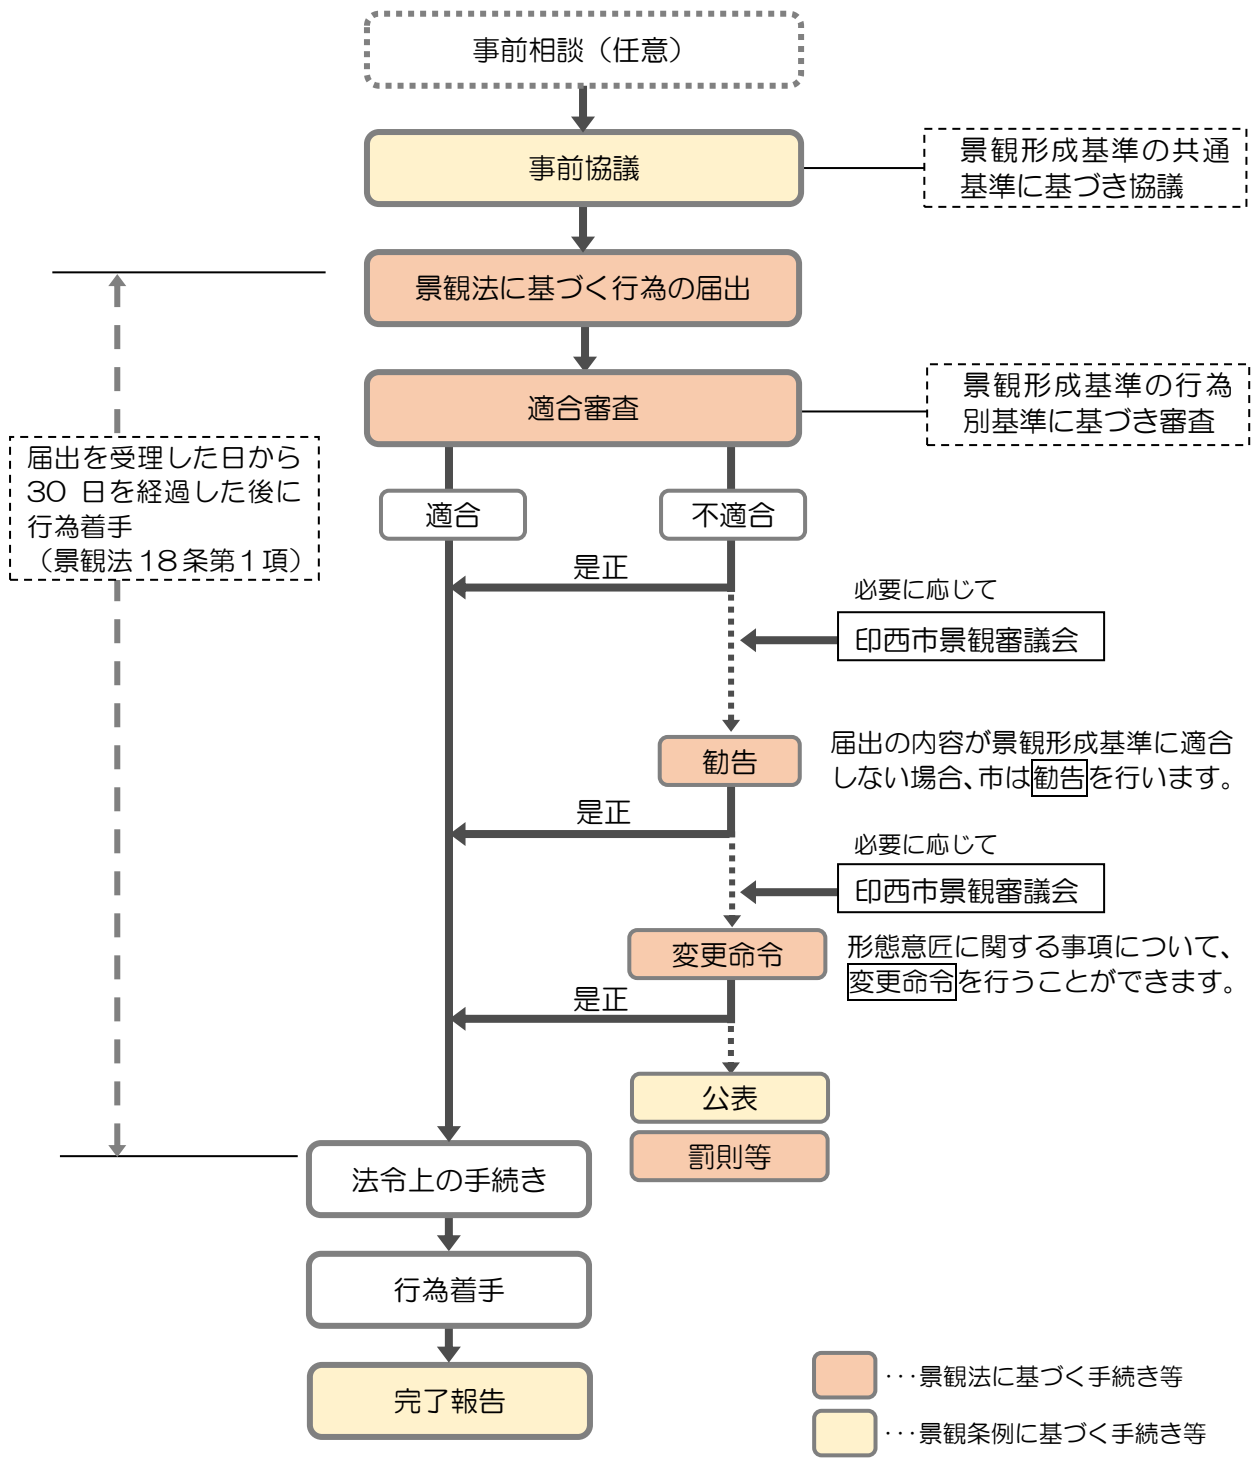 事前相談（任意）
事前協議
景観形成基準の共通
基準に基づき協議
景観法に基づく行為の届出
適合審査
景観形成基準の行為
別基準に基づき審査
届出を受理した日から
30 日を経過した後に
行為着手
（景観法18条第1項）
適合
不適合
是正
必要に応じて
印西市景観審議会
勧告
届出の内容が景観形成基準に適合
しない場合、市は勧告を行います。
是正
必要に応じて
印西市景観審議会
変更命令
形態意匠に関する事項について、
変更命令を行うことができます。
是正
公表
罰則等
法令上の手続き
行為着手
完了報告
･･･景観法に基づく手続き等
･･･景観条例に基づく手続き等